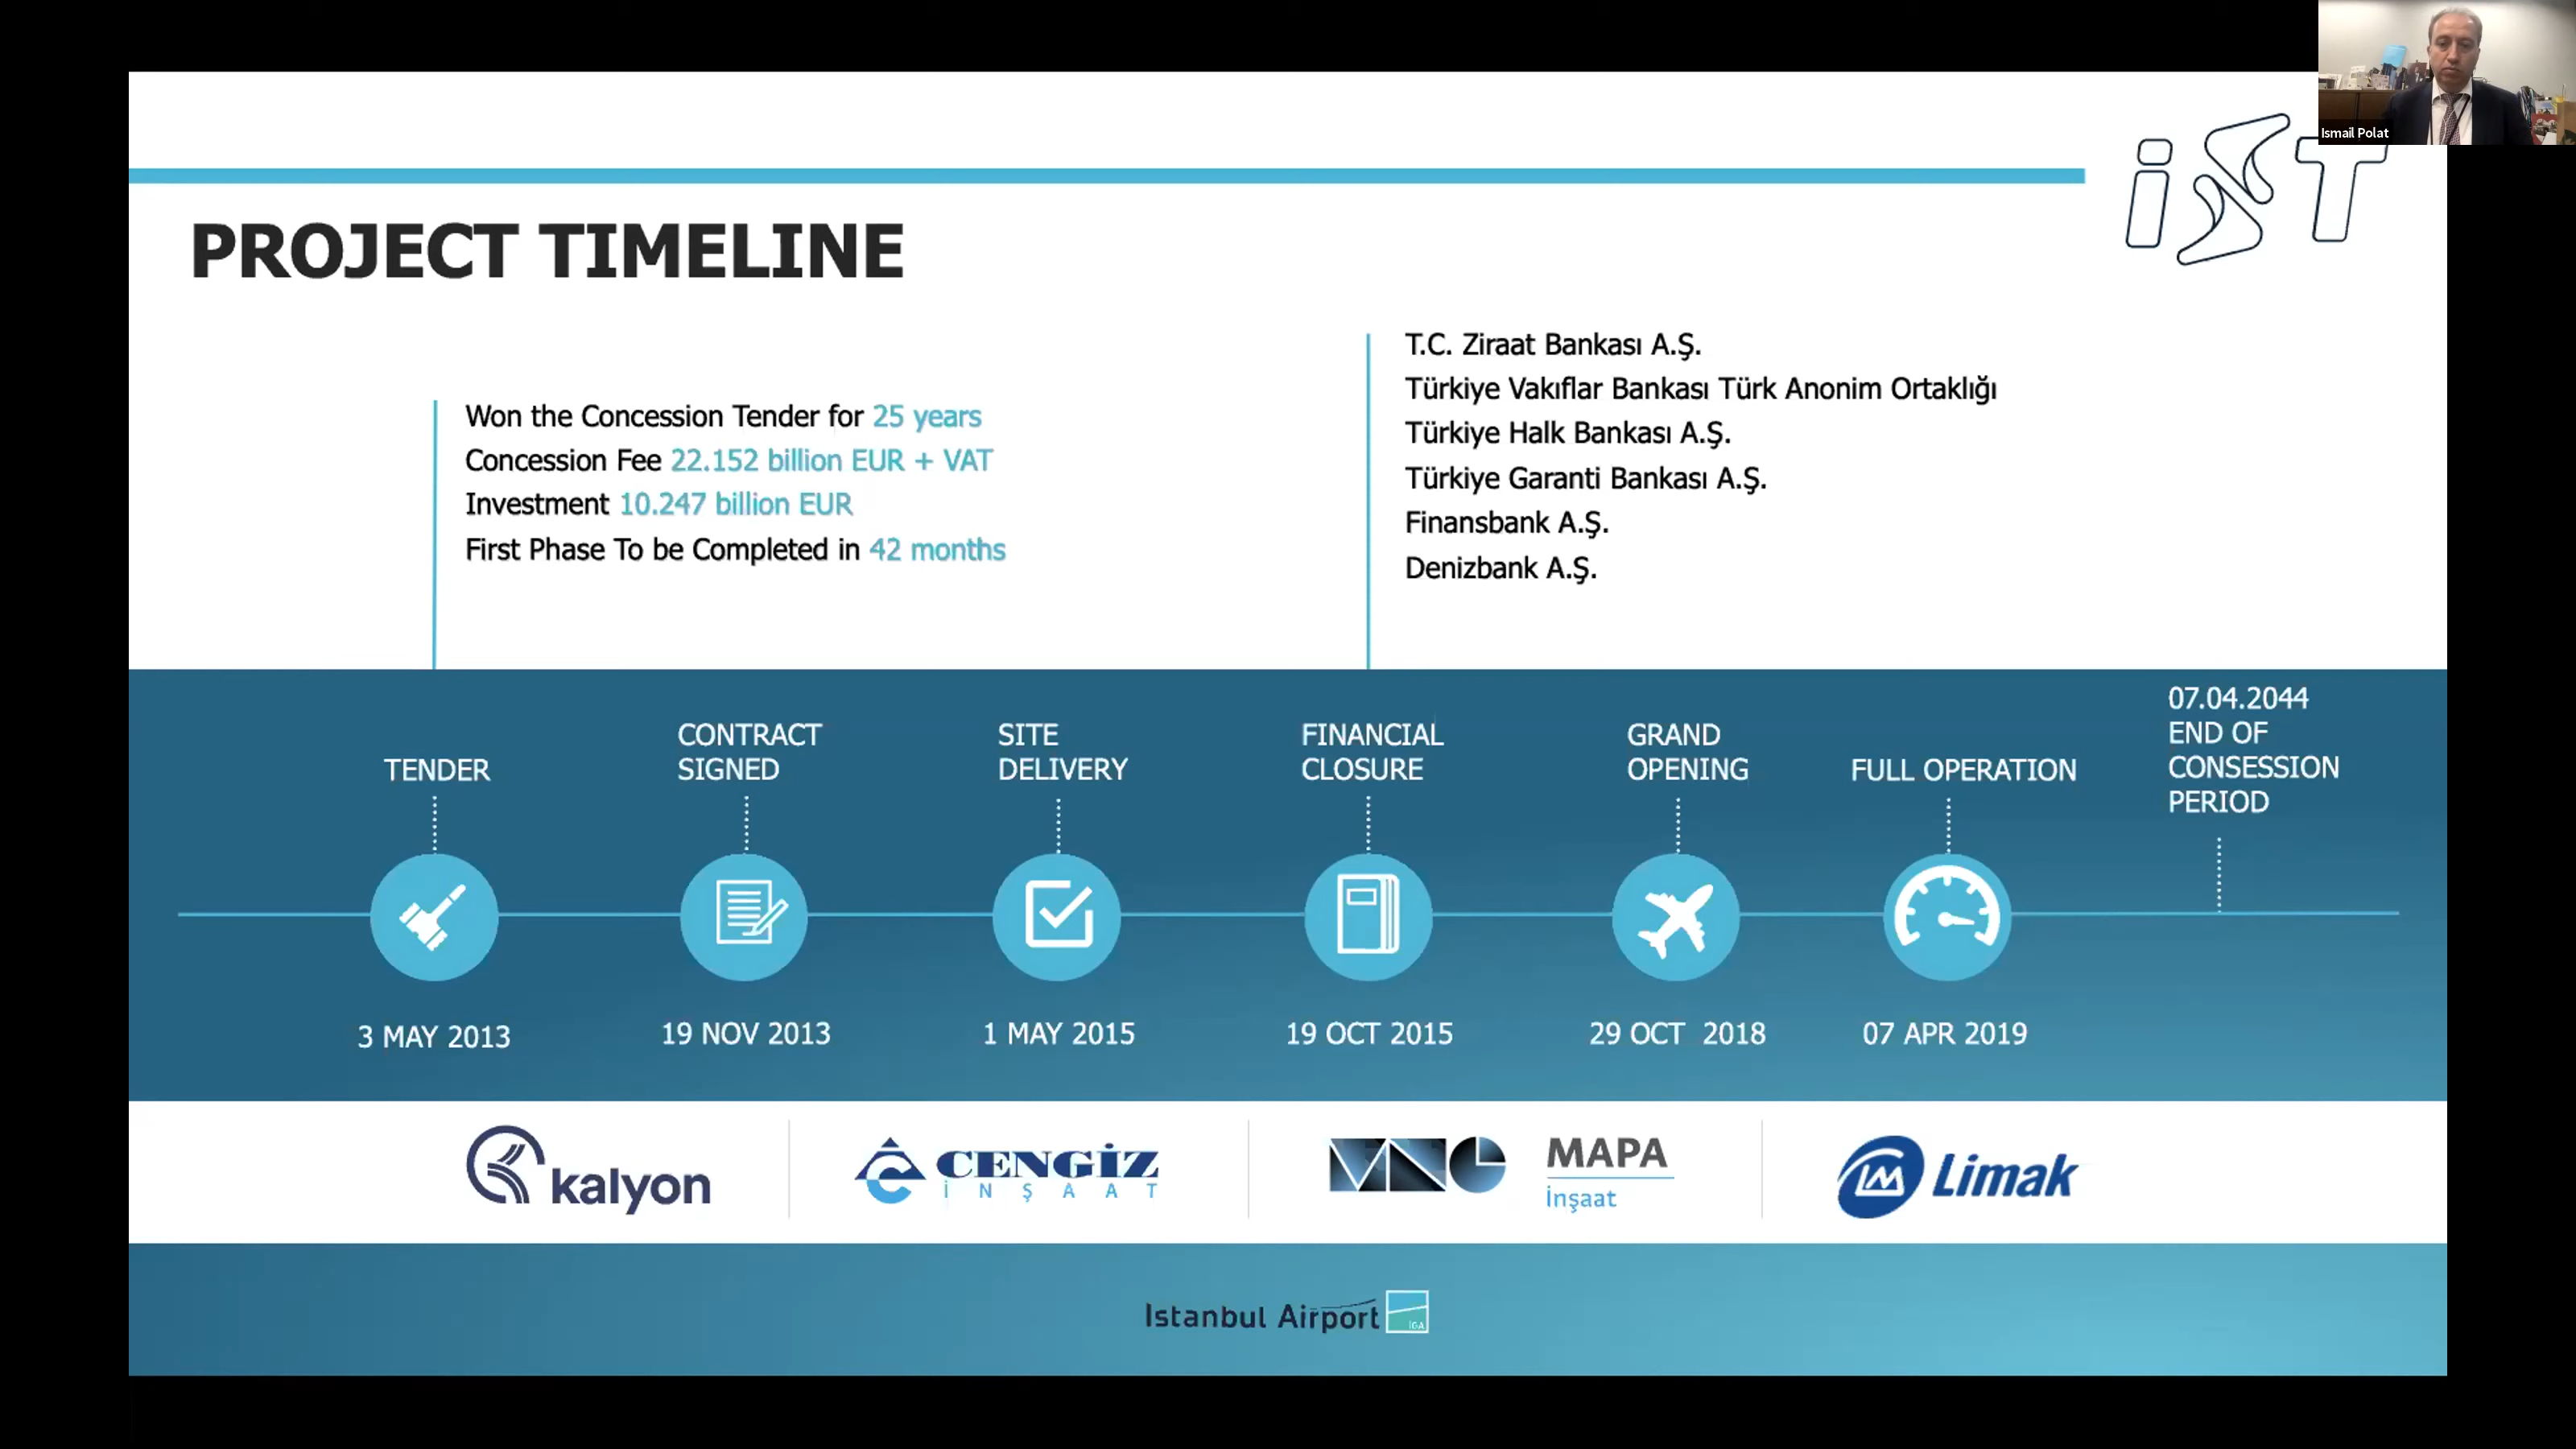 Ismail Polat
iST
PROJECT TIMELINE
Won the Concession Tender for 25 years
Concession Fee 22.152 billion EUR + VAT
Investment 10.247 billion EUR
First Phase To be Completed in 42 months
T.C. Ziraat Bankası A.Ş.
Türkiye Vakıflar Bankası Türk Anonim Ortaklığı
Türkiye Halk Bankası A.Ş.
Türkiye Garanti Bankası A.Ş.
Finansbank A.Ş.
Denizbank A.Ş.
TENDER
CONTRACT
SIGNED
SITE
DELIVERY
FINANCIAL
CLOSURE
GRAND
OPENING
FULL OPERATION
07.04.2044
END OF
CONSESSION
PERIOD
3 MAY 2013
19 NOV 2013
1 MAY 2015
19 OCT 2015
29 OCT 2018
07 APR 2019
kalyon
CENGİZ
İNŞAAT
MNG
MAPA
İnşaat
LM Limak
Istanbul Airport
İGA